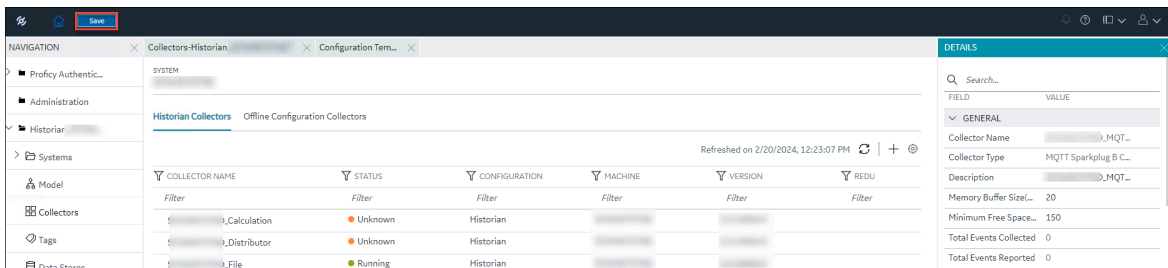 Save
NAVIGATION
Collectors-Historian
Configuration Tem...
DETAILS
Proficy Authentic...
Administration
Historian
Systems
Model
Collectors
Tags
Data Stores
SYSTEM
Historian Collectors Offline Configuration Collectors
Refreshed on 2/20/2024, 12:23:07 PM
COLLECTOR NAME STATUS CONFIGURATION MACHINE VERSION REDU
Filter Filter Filter Filter Filter Filter
_Calculation Unknown Historian
_Distributor Unknown Historian
_File Running Historian
Search...
FIELD VALUE
GENERAL
Collector Name _MQT...
Collector Type MQTT Sparkplug B C...
Description _MQT...
Memory Buffer Size(... 20
Minimum Free Space... 150
Total Events Collected 0
Total Events Reported 0